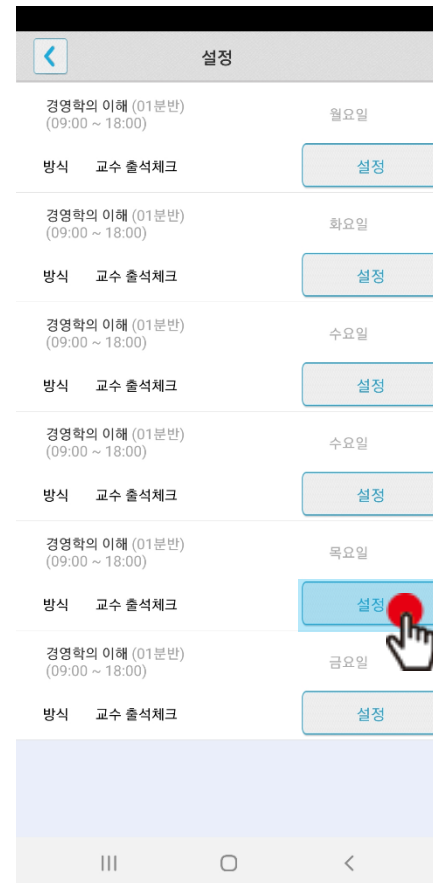 설정
경영학의 이해 (01분반) 월요일
(09:00 ~ 18:00)
방식 교수 출석체크 설정
경영학의 이해 (01분반) 화요일
(09:00 ~ 18:00)
방식 교수 출석체크 설정
경영학의 이해 (01분반) 수요일
(09:00 ~ 18:00)
방식 교수 출석체크 설정
경영학의 이해 (01분반) 수요일
(09:00 ~ 18:00)
방식 교수 출석체크 설정
경영학의 이해 (01분반) 목요일
(09:00 ~ 18:00)
방식 교수 출석체크 설정
경영학의 이해 (01분반) 금요일
(09:00 ~ 18:00)
방식 교수 출석체크 설정